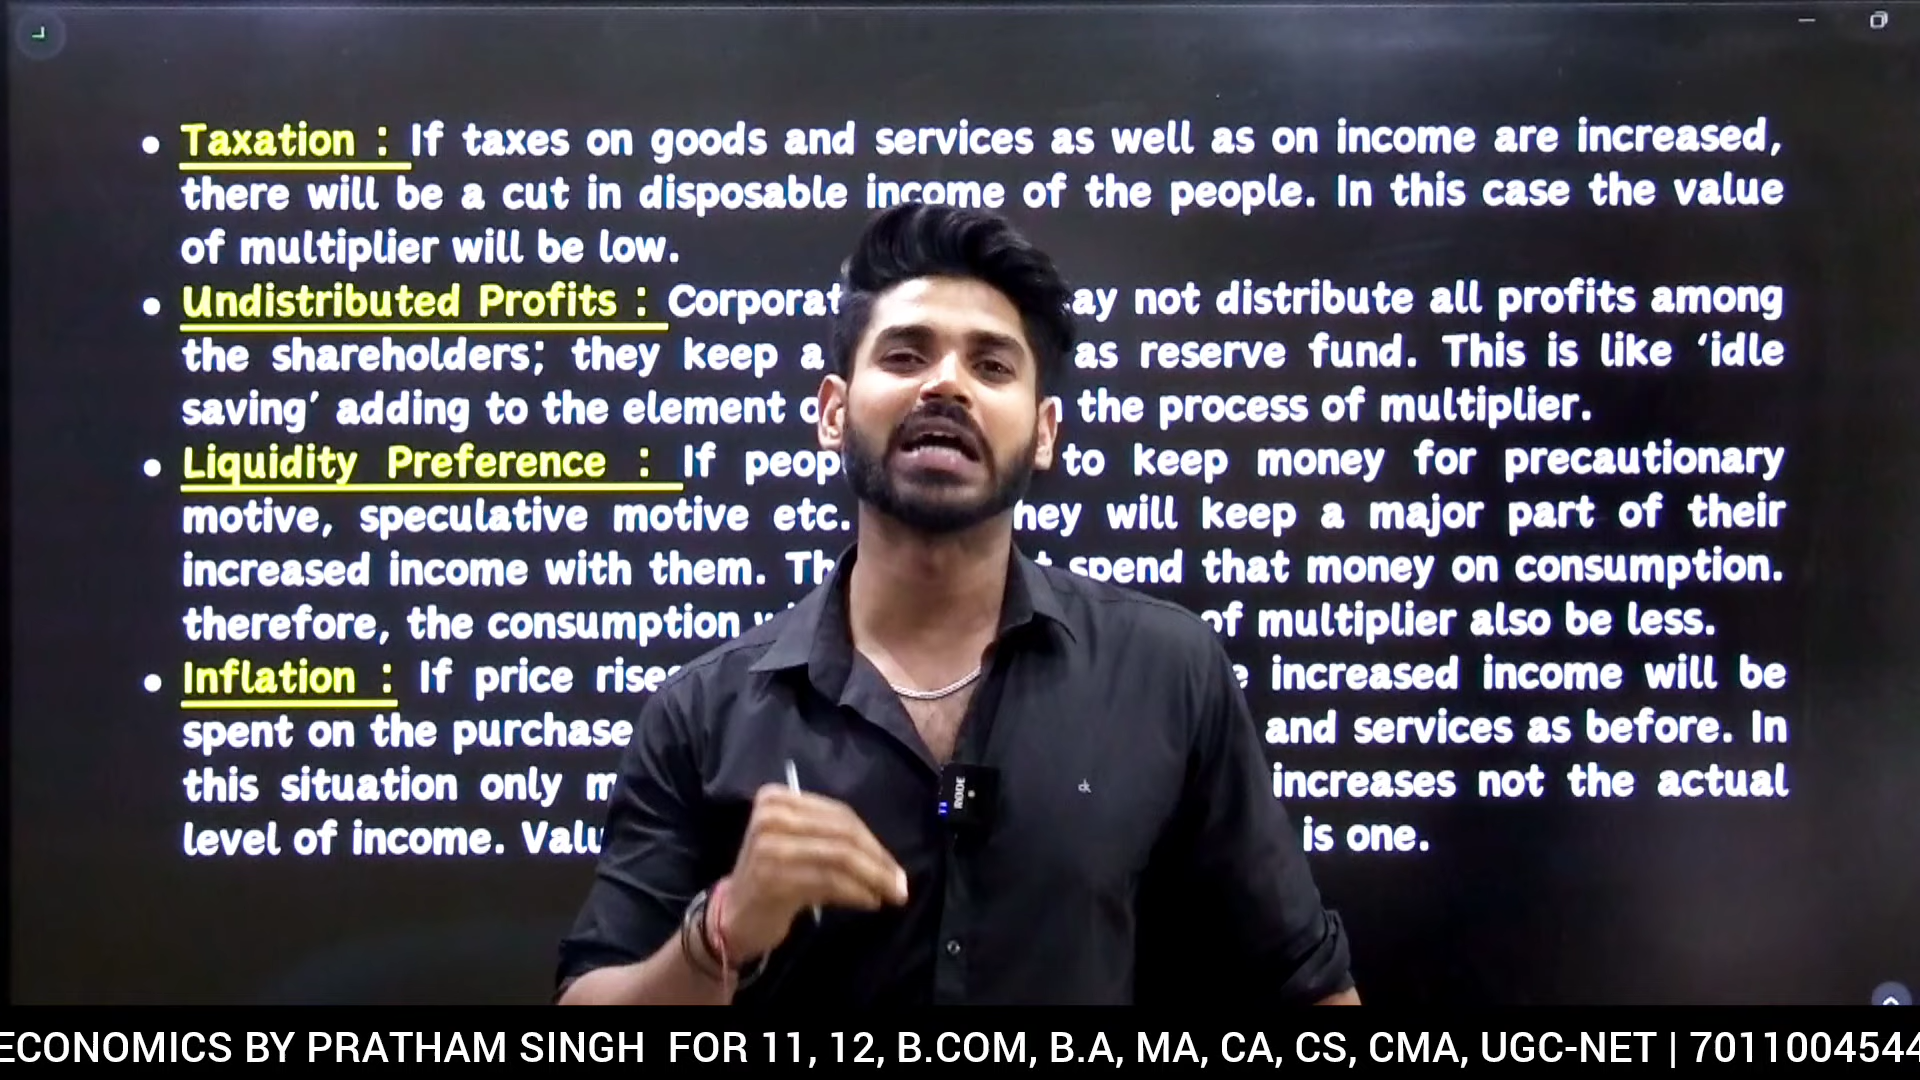 • Taxation : If taxes on goods and services as well as on income are increased,
there will be a cut in disposable income of the people. In this case the value
of multiplier will be low.
• Undistributed Profits : Corporat ay not distribute all profits among
the shareholders; they keep a as reserve fund. This is like ‘idle
saving’ adding to the element o the process of multiplier.
• Liquidity Preference : If peop to keep money for precautionary
motive, speculative motive etc. hey will keep a major part of their
increased income with them. Th t spend that money on consumption.
therefore, the consumption of multiplier also be less.
• Inflation : If price rise increased income will be
spent on the purchase and services as before. In
this situation only m increases not the actual
level of income. Valu is one.
RODE
ck
ECONOMICS BY PRATHAM SINGH FOR 11, 12, B.COM, B.A, MA, CA, CS, CMA, UGC-NET | 7011004544